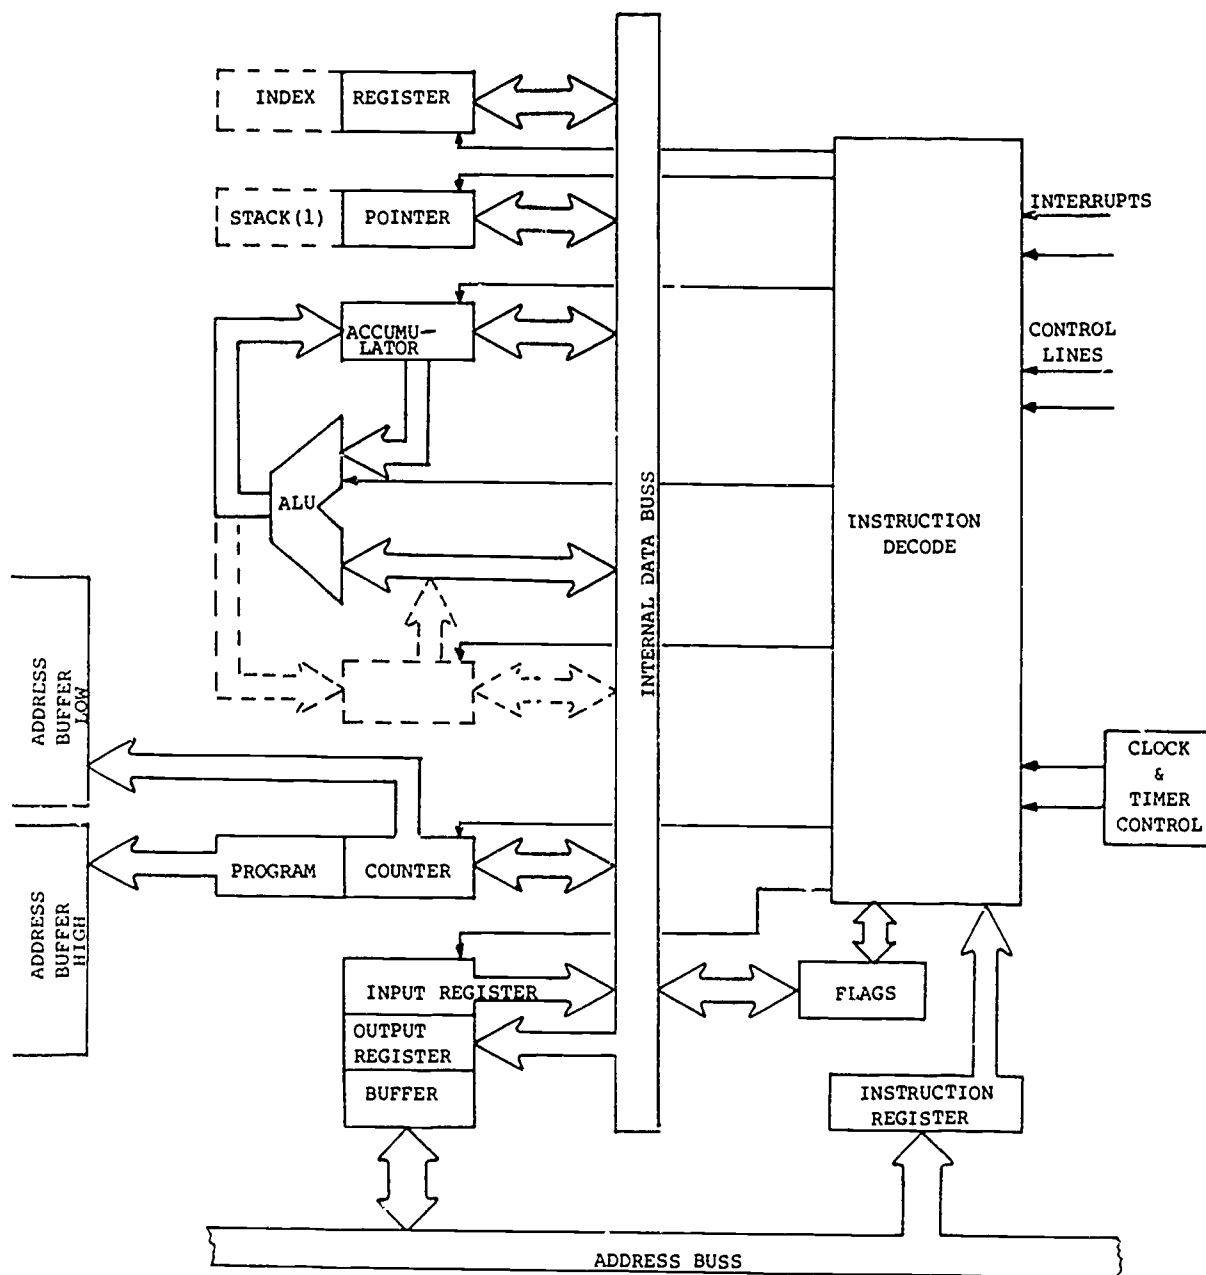 INDEX REGISTER
INTERRUPTS
STACK(1) POINTER
ACCUMU-
LATOR
CONTROL
LINES
ALU
INTERNAL DATA BUSS
INSTRUCTION
DECODE
ADDRESS
BUFFER
LOW
CLOCK
&
TIMER
CONTROL
PROGRAM COUNTER
ADDRESS
BUFFER
HIGH
INPUT REGISTER
FLAGS
OUTPUT
REGISTER
BUFFER
INSTRUCTION
REGISTER
ADDRESS BUSS